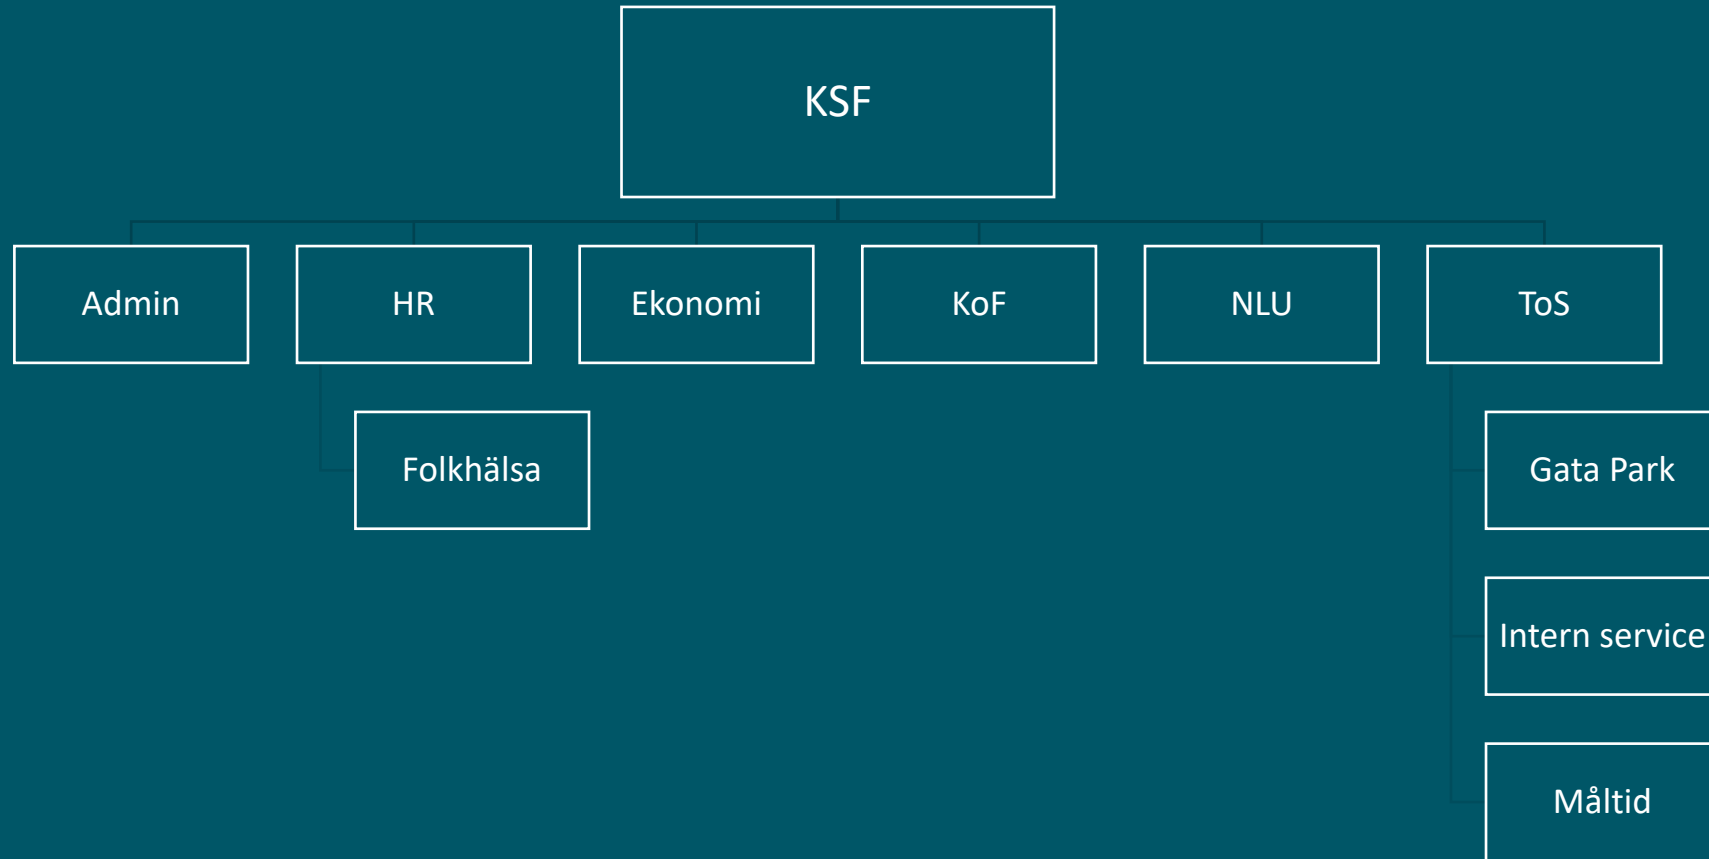 KSF
Admin
HR
Ekonomi
KoF
NLU
ToS
Folkhälsa
Gata Park
Intern service
Måltid